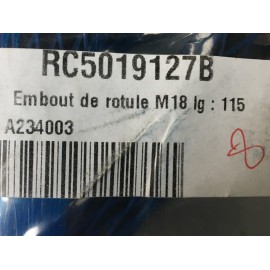 RC5019127B
Embout de rotule M18 lg : 115
A234003